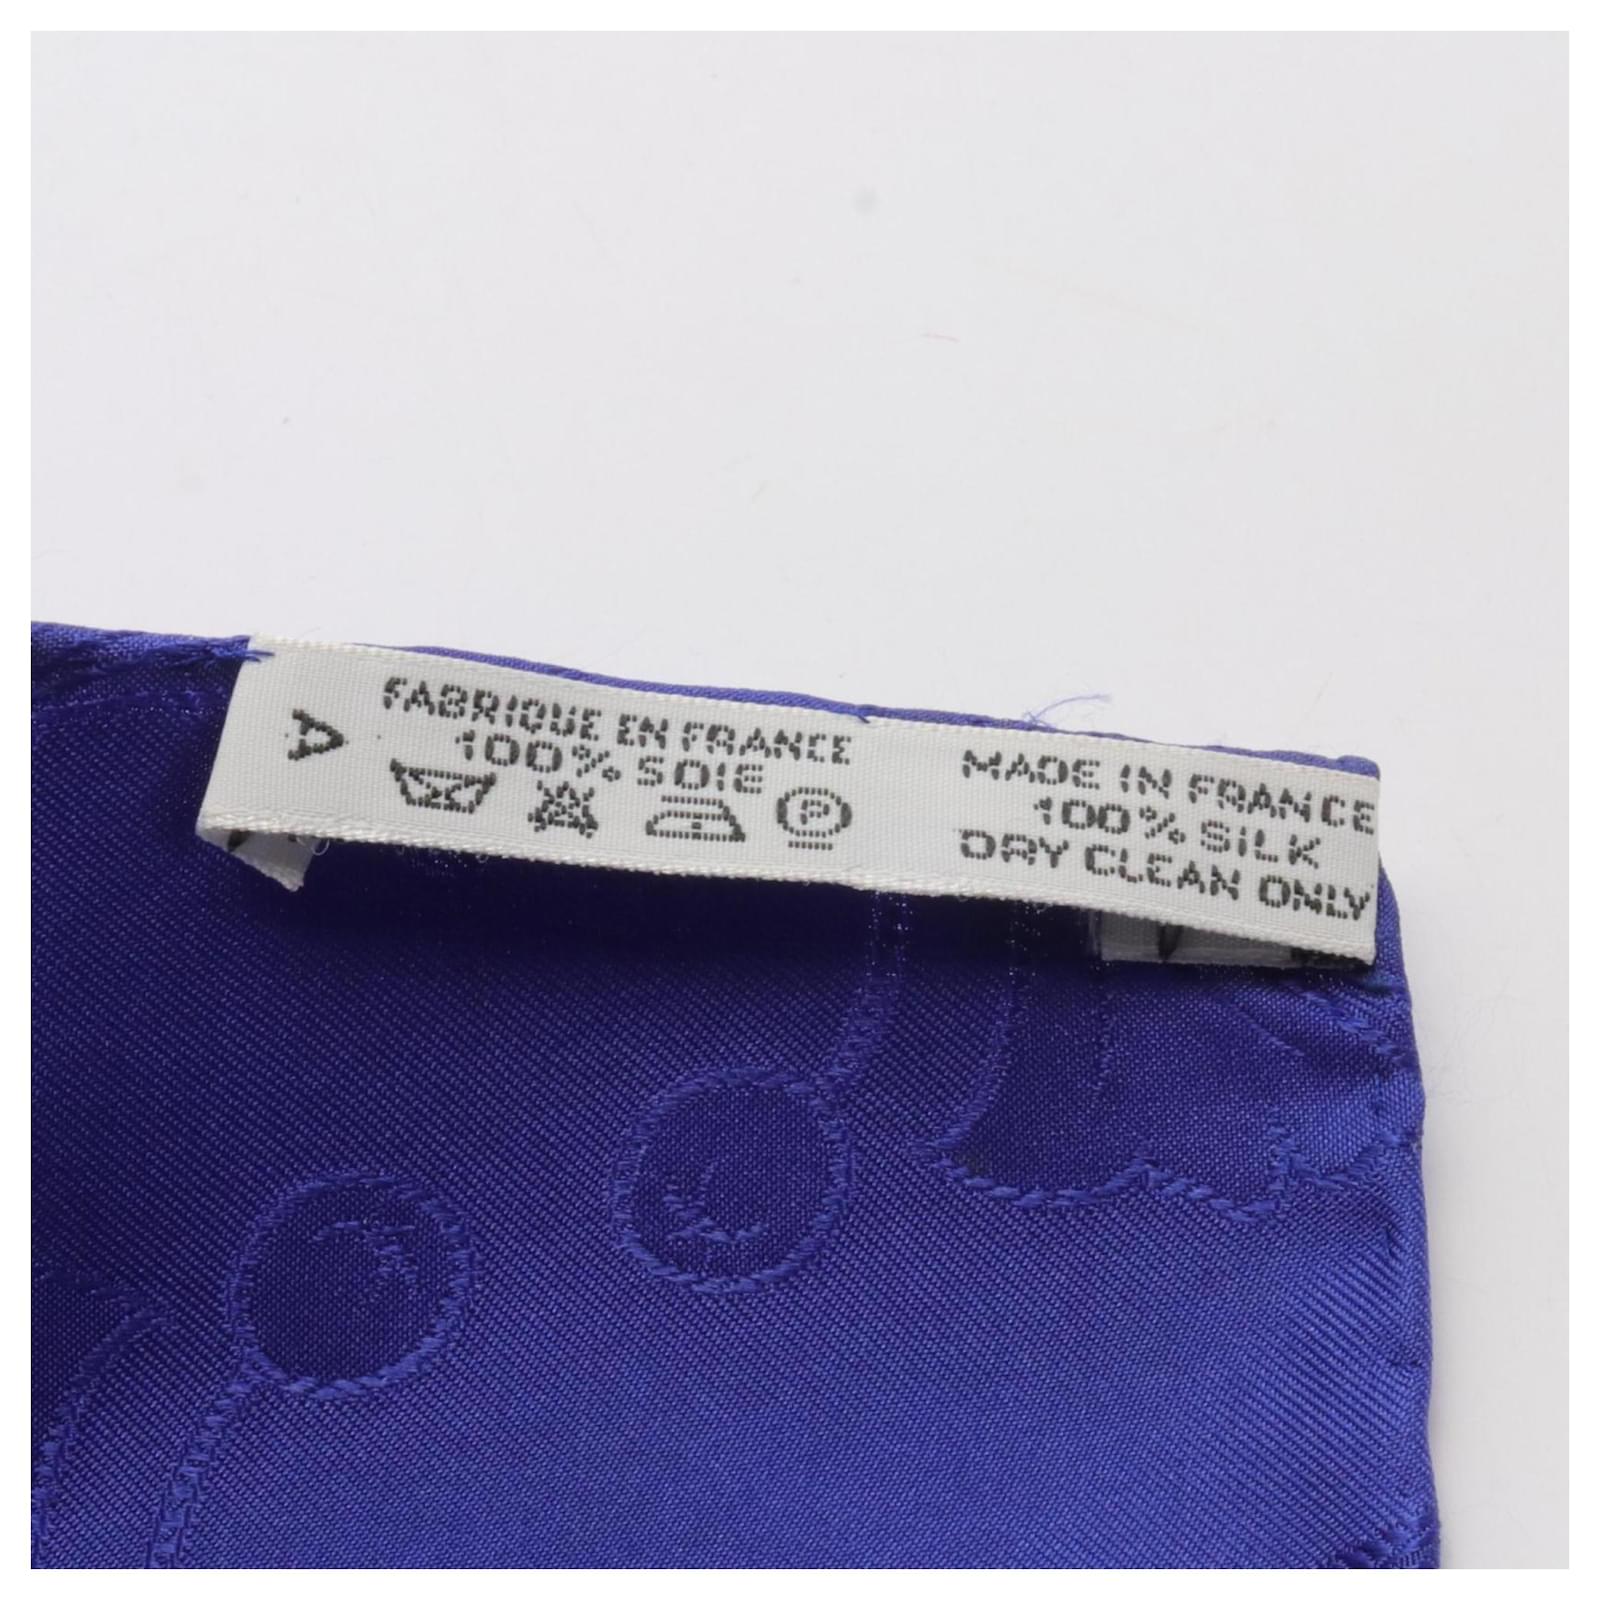 A
FABRIQUE EN FRANCE
100% SOIE
P
MADE IN FRANCE
100% SILK
DRY CLEAN ONLY